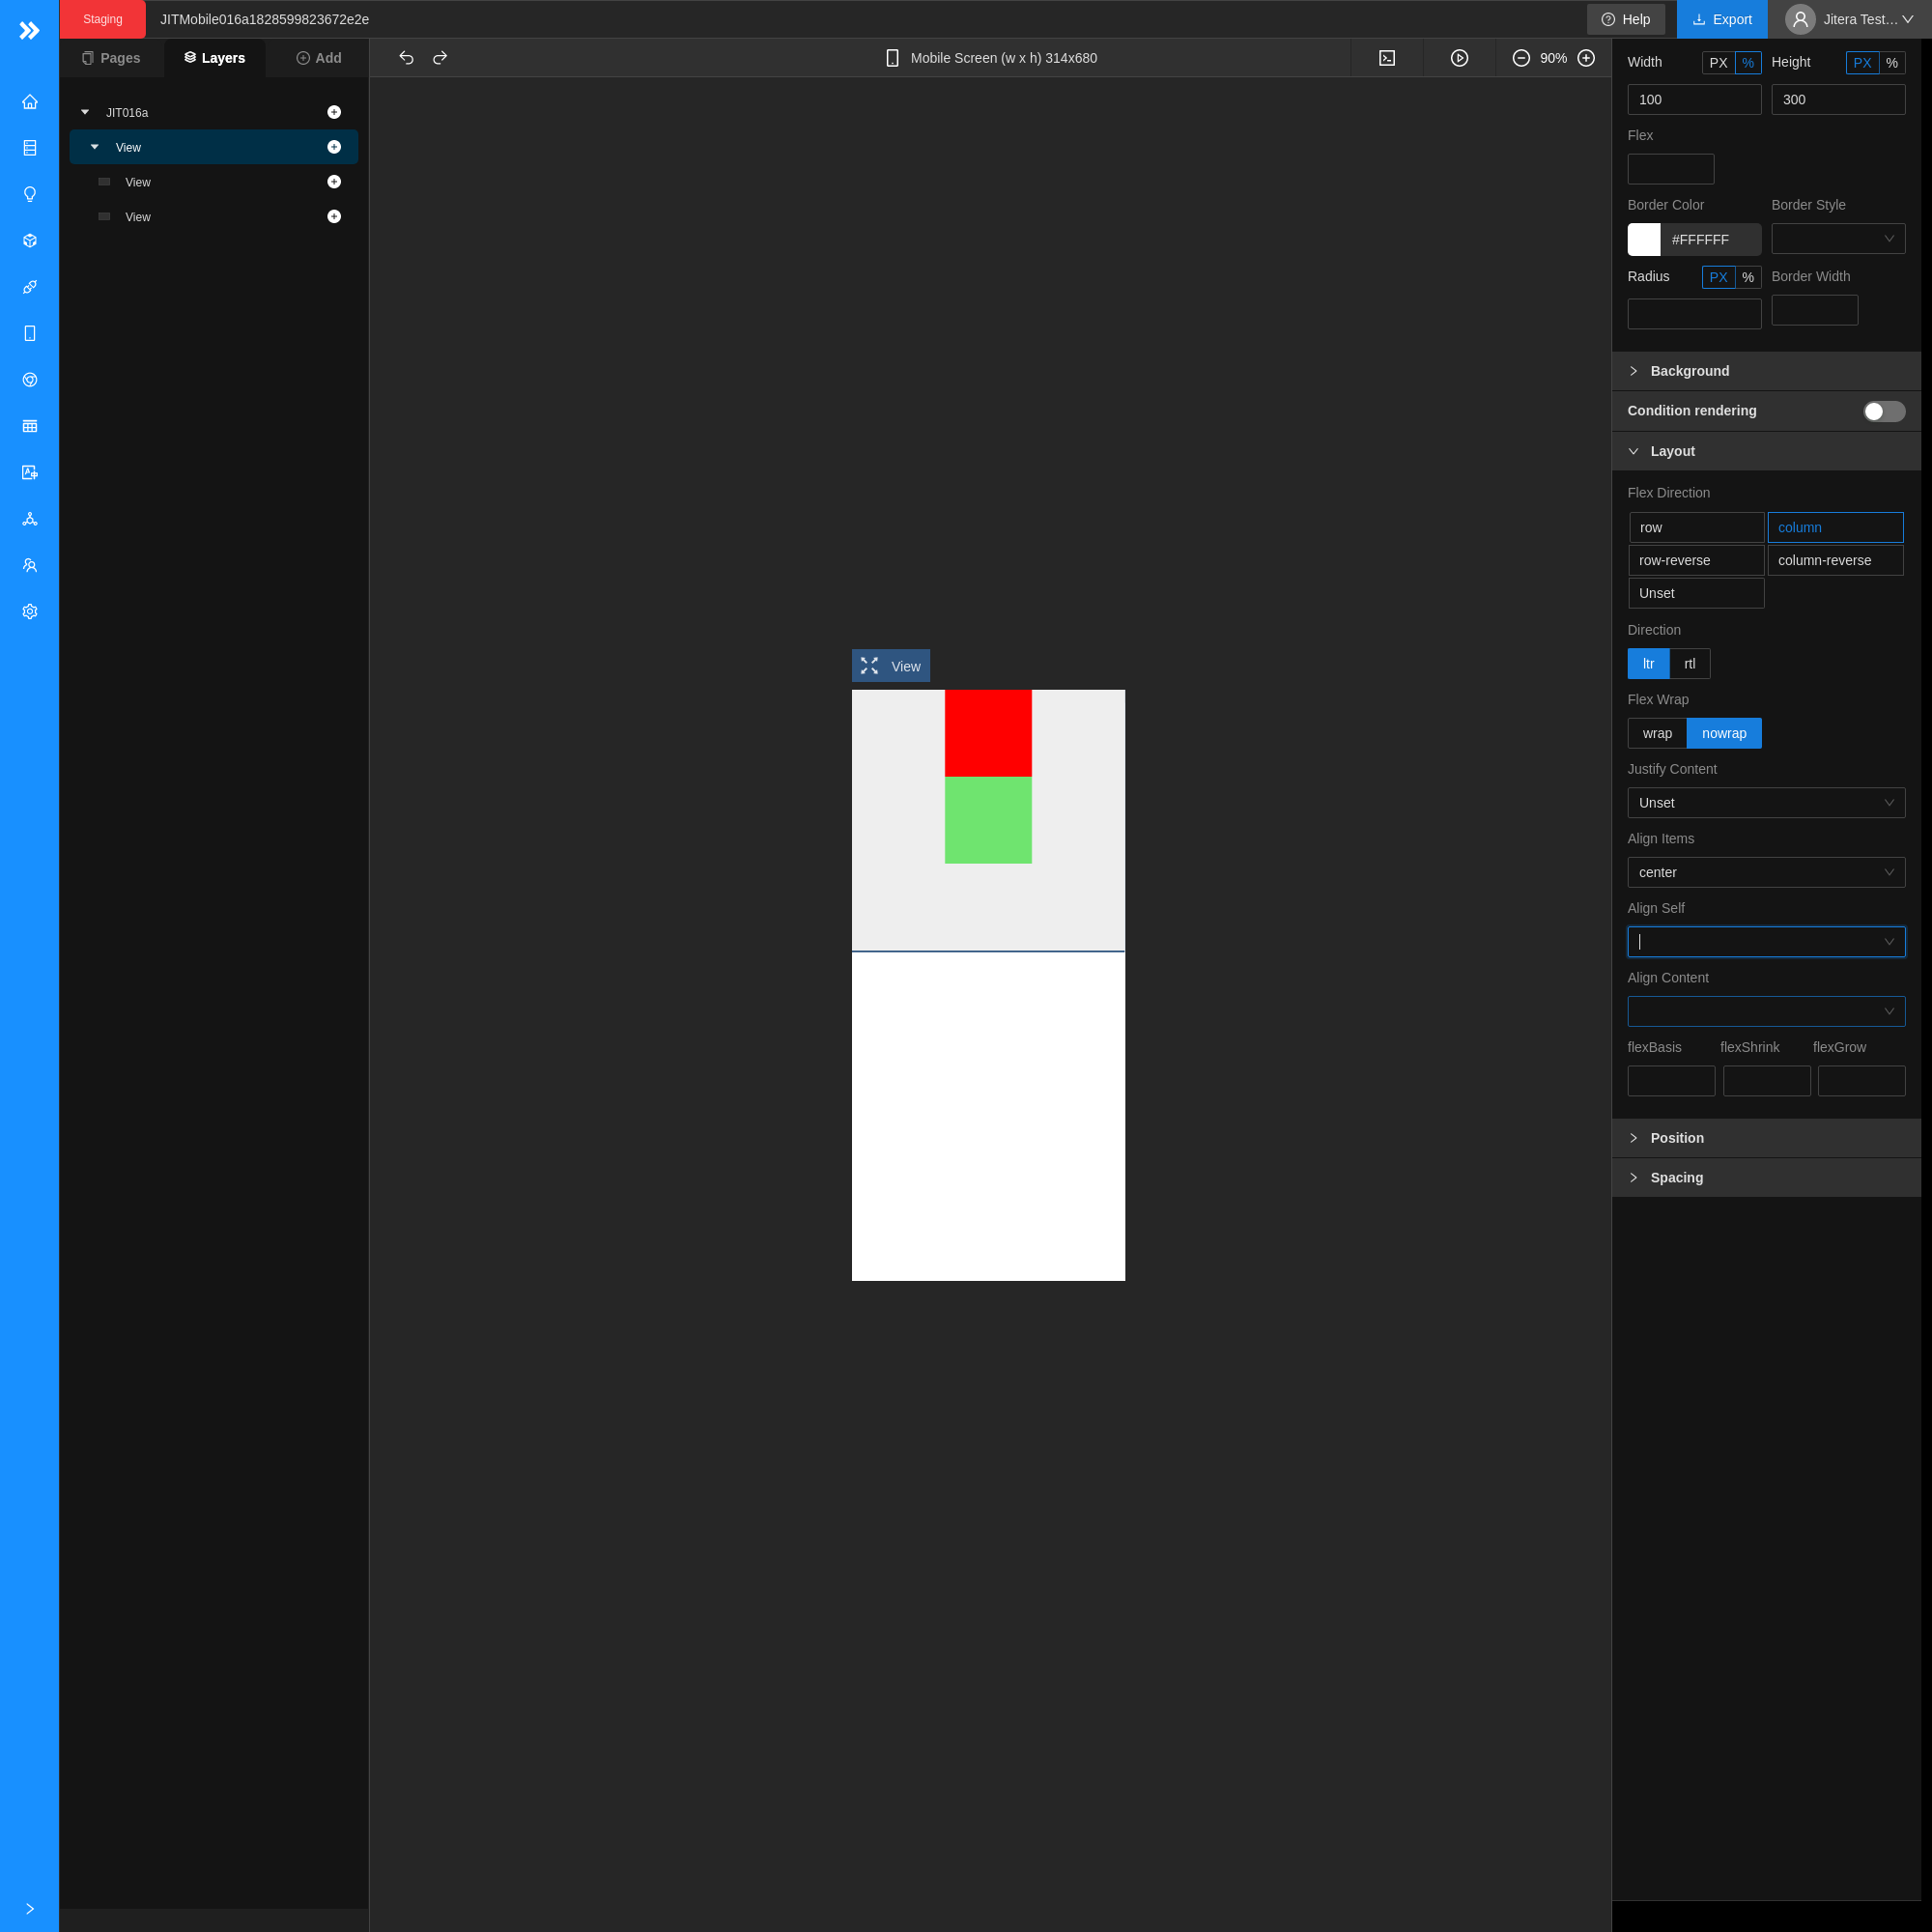 Staging
JITMobile016a1828599823672e2e
Help
Export
Jitera Test…
Pages
Layers
Add
Mobile Screen (w x h) 314x680
90%
JIT016a
View
View
View
View
Width PX % Height PX %
100 300
Flex
Border Color Border Style
#FFFFFF
Radius PX % Border Width
Background
Condition rendering
Layout
Flex Direction
row column
row-reverse column-reverse
Unset
Direction
ltr rtl
Flex Wrap
wrap nowrap
Justify Content
Unset
Align Items
center
Align Self
Align Content
flexBasis flexShrink flexGrow
Position
Spacing